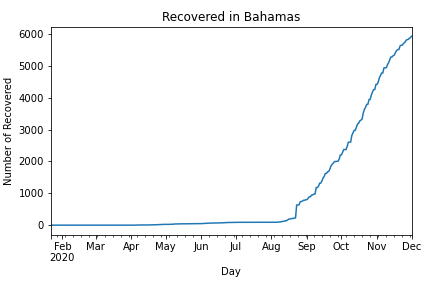 Recovered in Bahamas
Number of Recovered
6000
5000
4000
3000
2000
1000
0
Feb Mar Apr May Jun Jul Aug Sep Oct Nov Dec
2020
Day